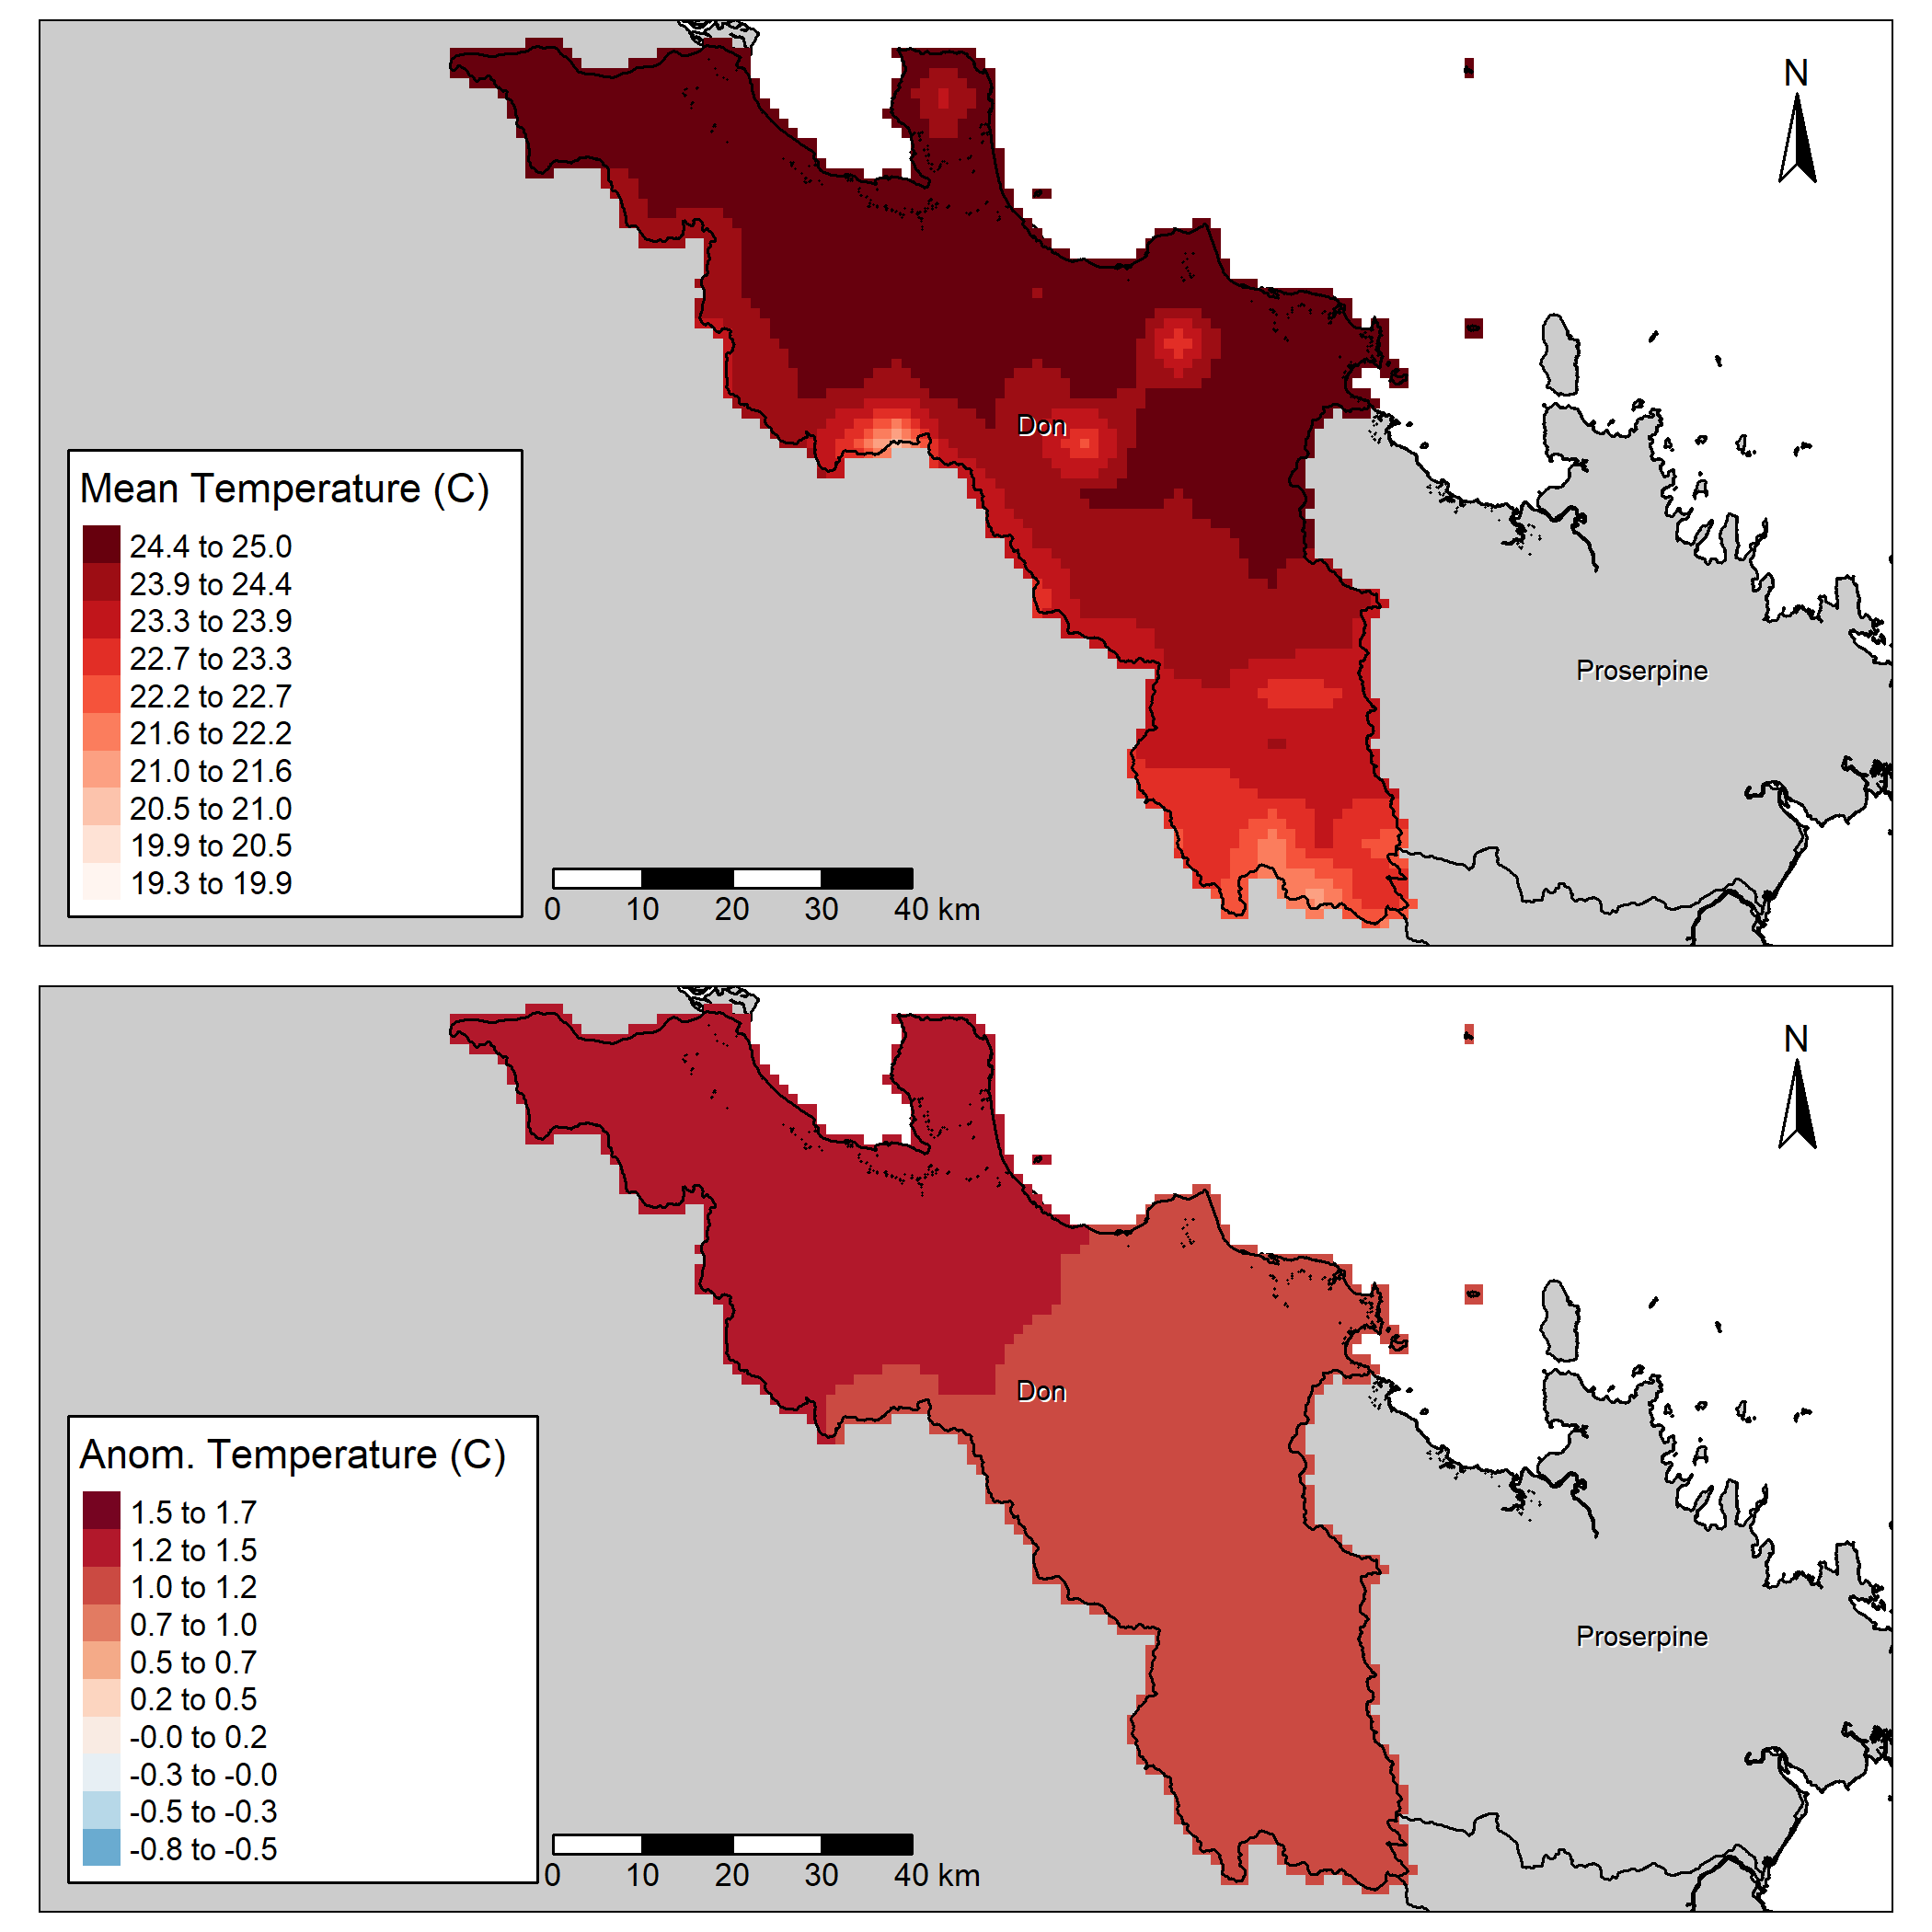 N
Don
Mean Temperature (C)
24.4 to 25.0
23.9 to 24.4
23.3 to 23.9
22.7 to 23.3
22.2 to 22.7
21.6 to 22.2
21.0 to 21.6
20.5 to 21.0
19.9 to 20.5
19.3 to 19.9
Proserpine
0 10 20 30 40 km
N
Don
Anom. Temperature (C)
1.5 to 1.7
1.2 to 1.5
1.0 to 1.2
0.7 to 1.0
0.5 to 0.7
0.2 to 0.5
-0.0 to 0.2
-0.3 to -0.0
-0.5 to -0.3
-0.8 to -0.5
Proserpine
0 10 20 30 40 km